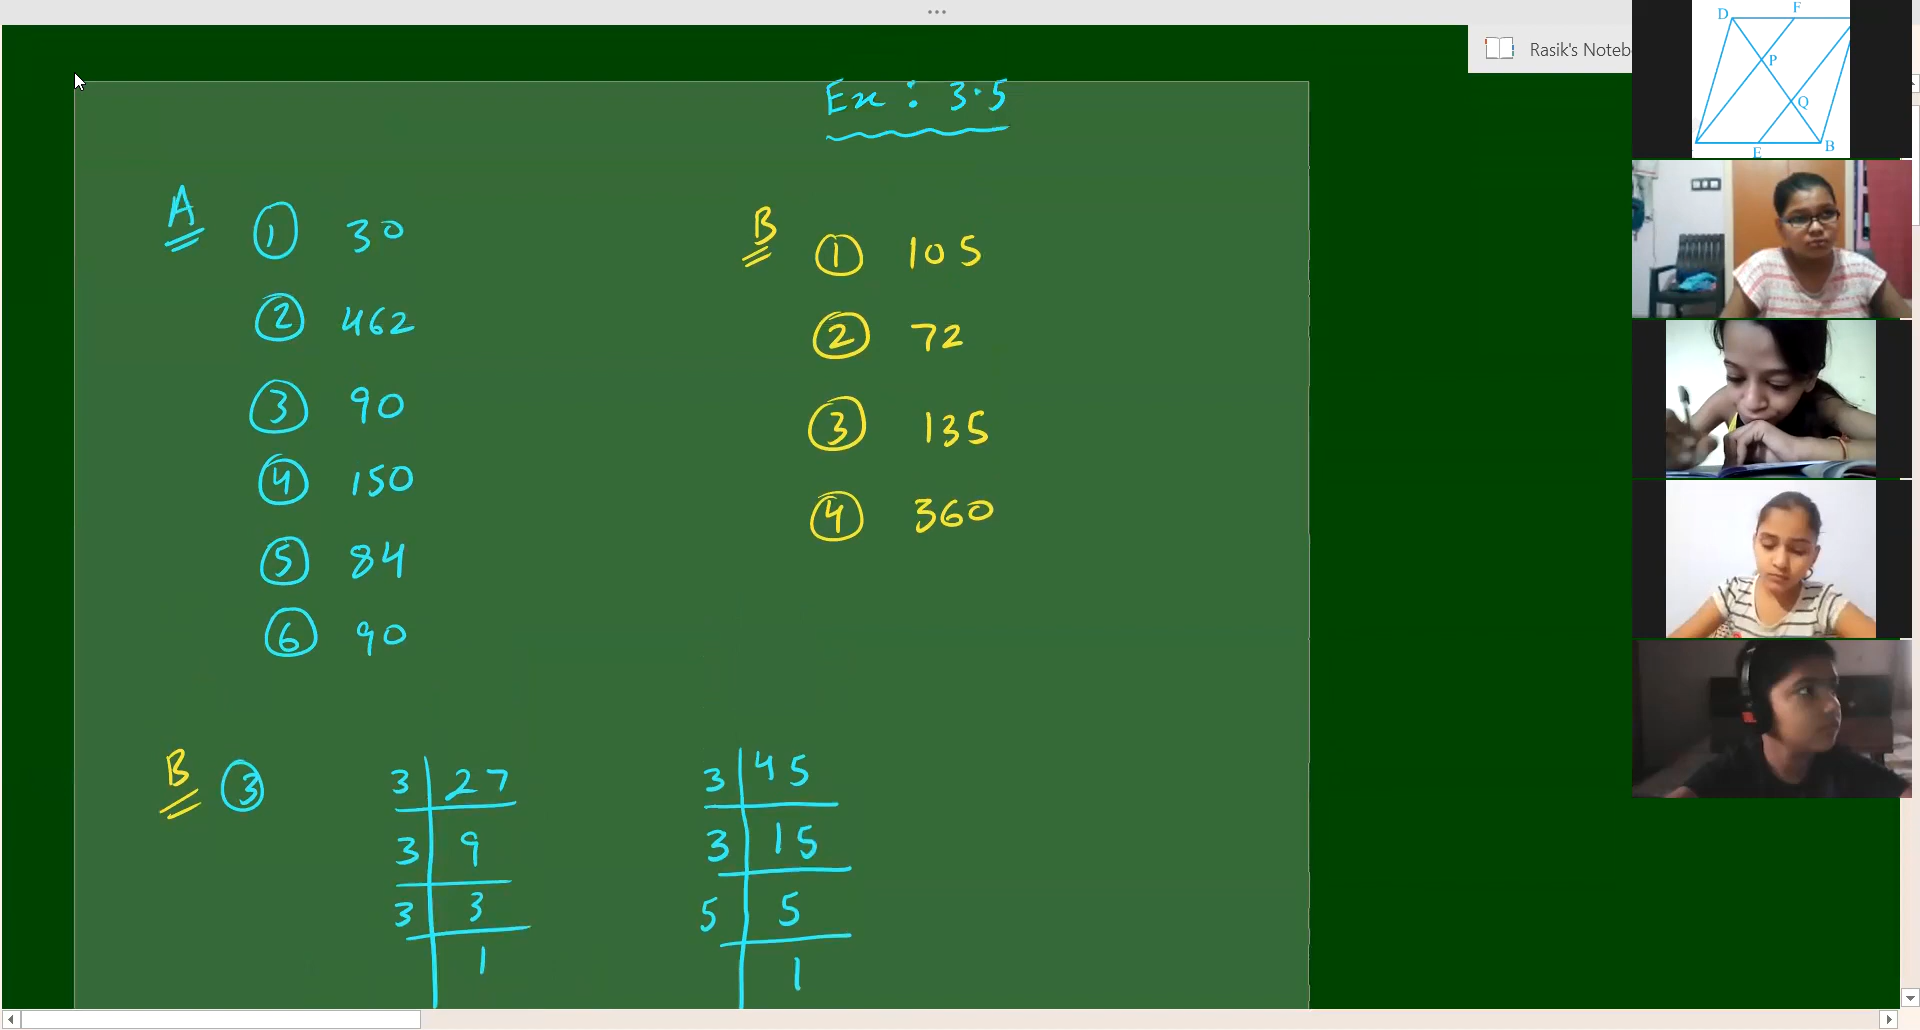 •••
Rasik's Noteb
Ex : 3.5
A
① 30
② 462
③ 90
④ 150
⑤ 84
⑥ 90
B
① 105
② 72
③ 135
④ 360
B ③
3 | 27
3 | 9
3 | 3
1
3 | 45
3 | 15
5 | 5
1
D F
P
Q
E B